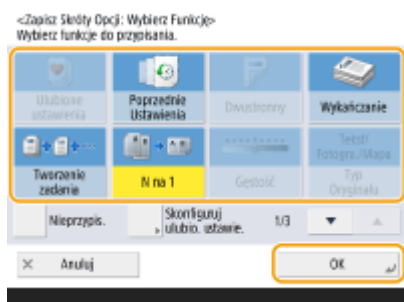 <Zapisz Skróty Opcji: Wybierz Funkcję>
Wybierz funkcje do przypisania.
Ulubione ustawienia
Poprzednie Ustawienia
Dwustronny
Wykańczanie
Tworzenie zadanie
N na 1
Gęstość
Tekst/ Fotogra./Mapa
Typ Oryginału
Nieprzypis.
Skonfiguruj ulubio. ustawie.
1/3
Anuluj
OK